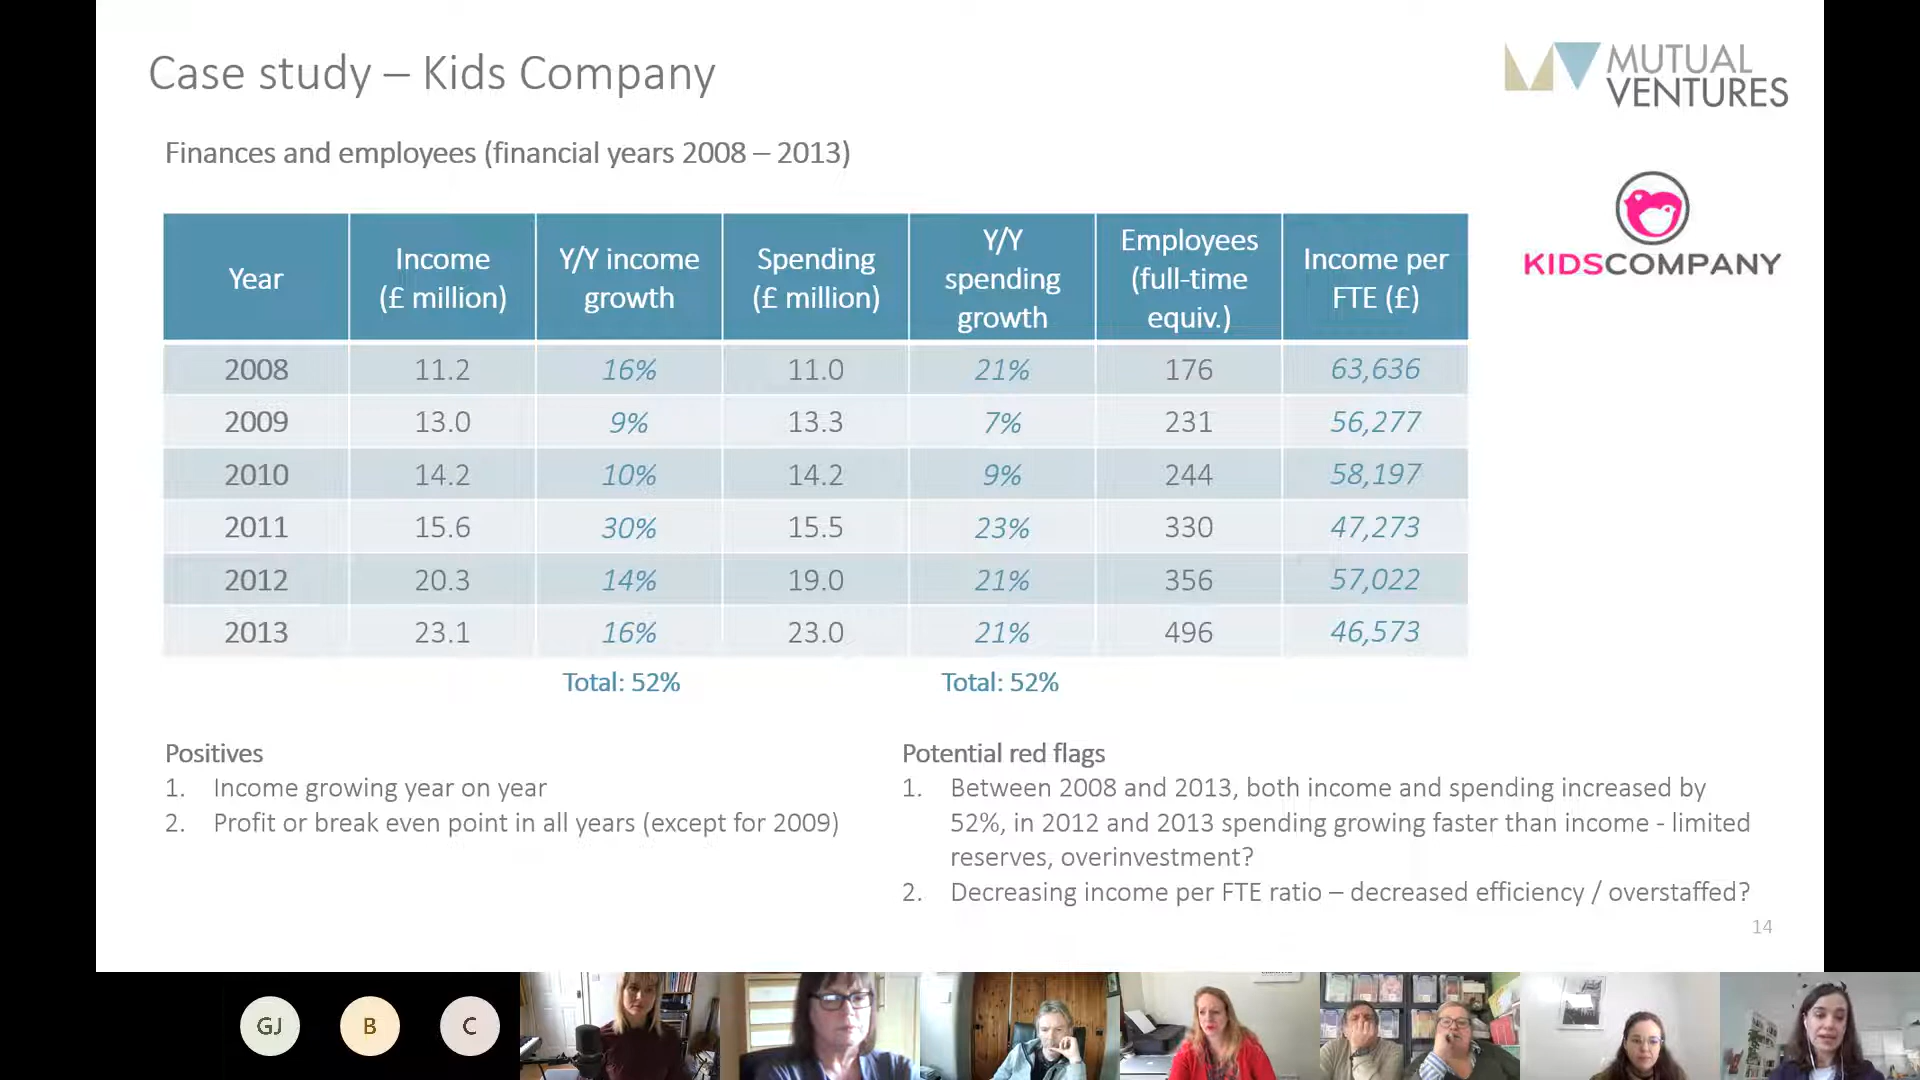 Case study – Kids Company
MUTUAL
VENTURES
Finances and employees (financial years 2008 – 2013)
KIDSCOMPANY
Year
Income
(£ million)
Y/Y income
growth
Spending
(£ million)
Y/Y
spending
growth
Employees
(full-time
equiv.)
Income per
FTE (£)
2008 11.2 16% 11.0 21% 176 63,636
2009 13.0 9% 13.3 7% 231 56,277
2010 14.2 10% 14.2 9% 244 58,197
2011 15.6 30% 15.5 23% 330 47,273
2012 20.3 14% 19.0 21% 356 57,022
2013 23.1 16% 23.0 21% 496 46,573
Total: 52% Total: 52%
Positives
1. Income growing year on year
2. Profit or break even point in all years (except for 2009)
Potential red flags
1. Between 2008 and 2013, both income and spending increased by
52%, in 2012 and 2013 spending growing faster than income - limited
reserves, overinvestment?
2. Decreasing income per FTE ratio – decreased efficiency / overstaffed?
14
GJ
B
C